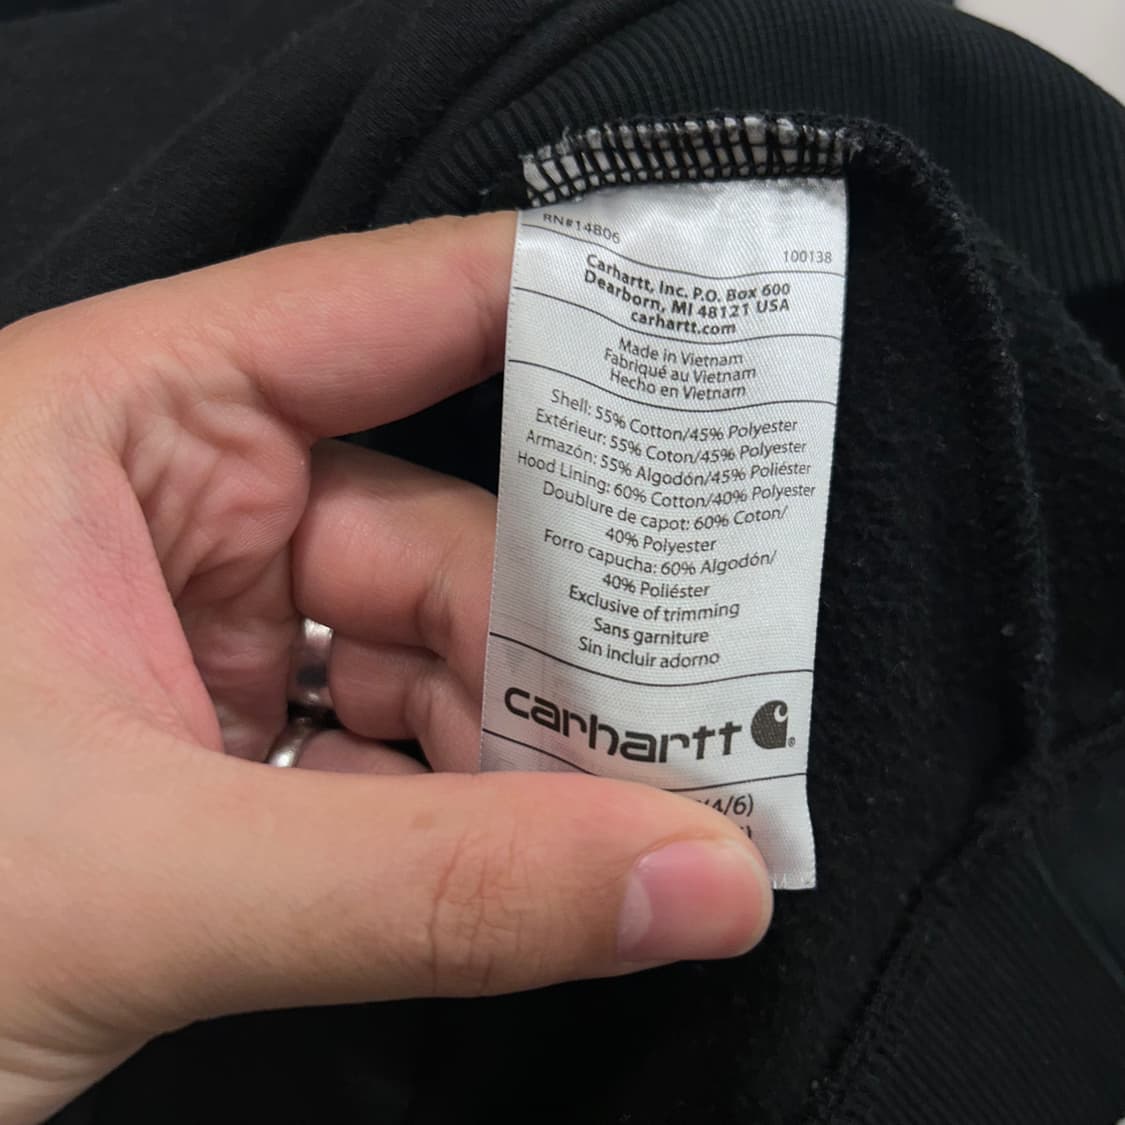 RN#14806
100138
Carhartt, Inc. P.O. Box 600
Dearborn, MI 48121 USA
carhartt.com
Made in Vietnam
Fabriqué au Vietnam
Hecho en Vietnam
Shell: 55% Cotton/45% Polyester
Extérieur: 55% Coton/45% Polyester
Armazón: 55% Algodón/45% Poliéster
Hood Lining: 60% Cotton/40% Polyester
Doublure de capot: 60% Coton/
40% Polyester
Forro capucha: 60% Algodón/
40% Poliéster
Exclusive of trimming
Sans garniture
Sin incluir adorno
carhartt